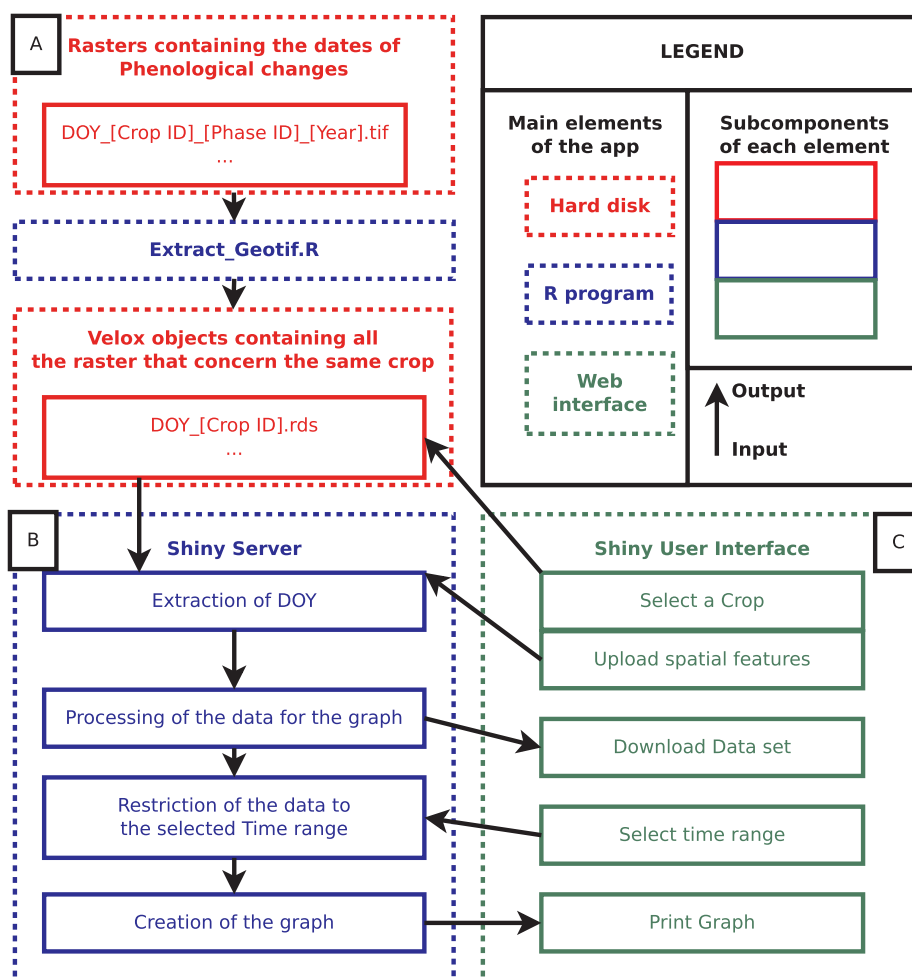 A
Rasters containing the dates of
Phenological changes
DOY_[Crop ID]_[Phase ID]_[Year].tif
...
Extract_Geotif.R
Velox objects containing all
the raster that concern the same crop
DOY_[Crop ID].rds
...
LEGEND
Main elements
of the app
Hard disk
R program
Web
interface
Subcomponents
of each element
Output
Input
B
Shiny Server
Extraction of DOY
Processing of the data for the graph
Restriction of the data to
the selected Time range
Creation of the graph
Shiny User Interface
C
Select a Crop
Upload spatial features
Download Data set
Select time range
Print Graph